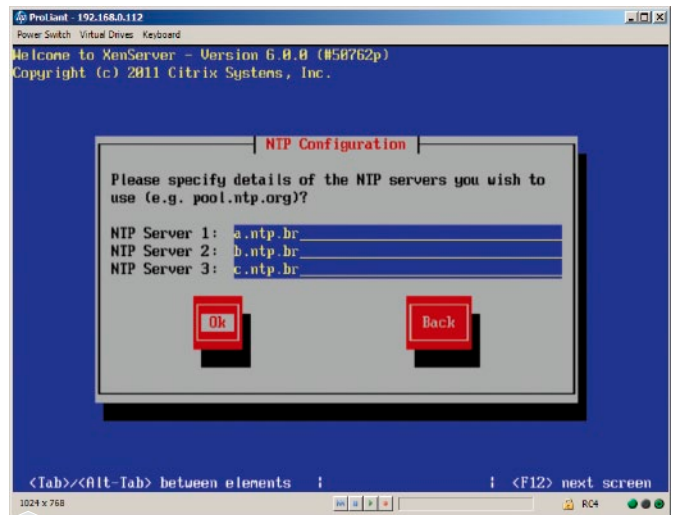 ProLiant - 192.168.0.112
Power Switch Virtual Drives Keyboard
Welcome to XenServer - Version 6.0.0 (#50762p)
Copyright (c) 2011 Citrix Systems, Inc.
NTP Configuration
Please specify details of the NTP servers you wish to
use (e.g. pool.ntp.org)?
NTP Server 1: a.ntp.br
NTP Server 2: b.ntp.br
NTP Server 3: c.ntp.br
Ok Back
<Tab>/<Alt-Tab> between elements | | <F12> next screen
1024 x 768 RC4